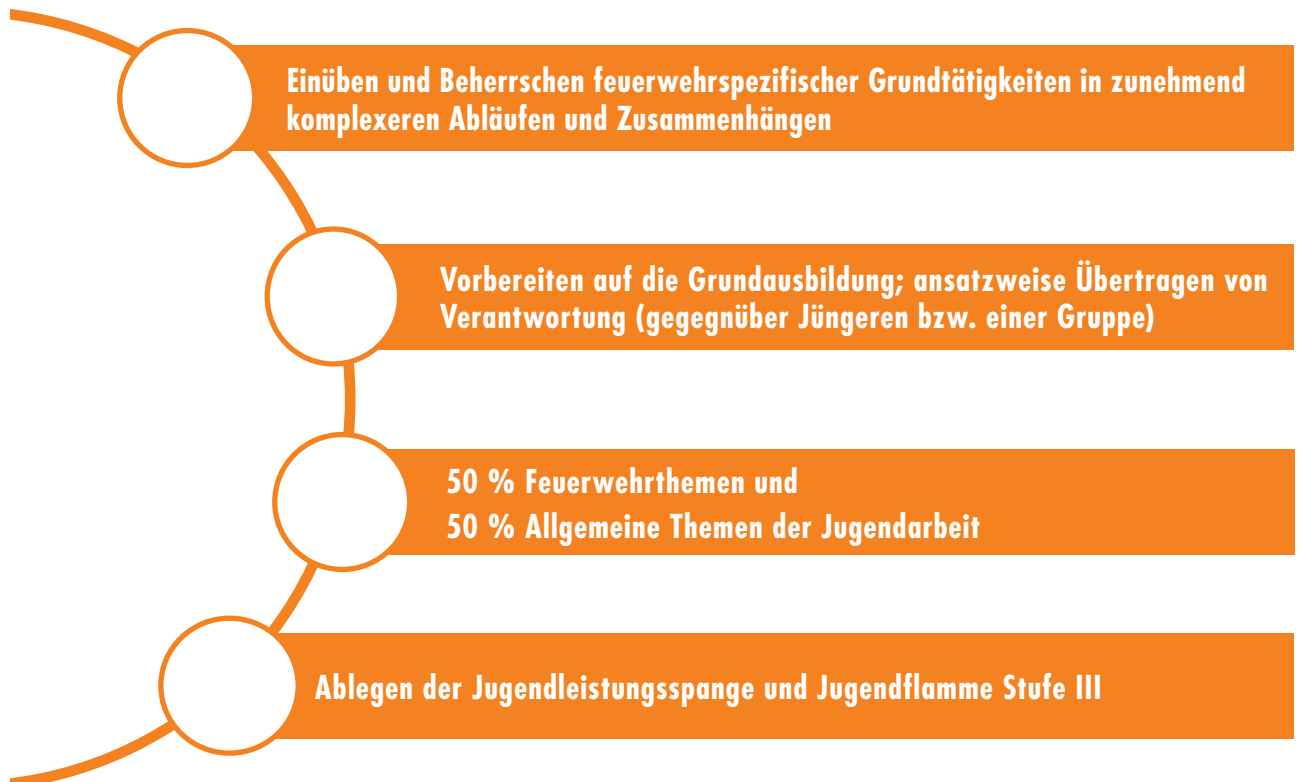 Einüben und Beherrschen feuerwehrspezifischer Grundtätigkeiten in zunehmend
komplexeren Abläufen und Zusammenhängen
Vorbereiten auf die Grundausbildung; ansatzweise Übertragen von
Verantwortung (gegegnüber Jüngeren bzw. einer Gruppe)
50 % Feuerwehrthemen und
50 % Allgemeine Themen der Jugendarbeit
Ablegen der Jugendleistungsspange und Jugendflamme Stufe III